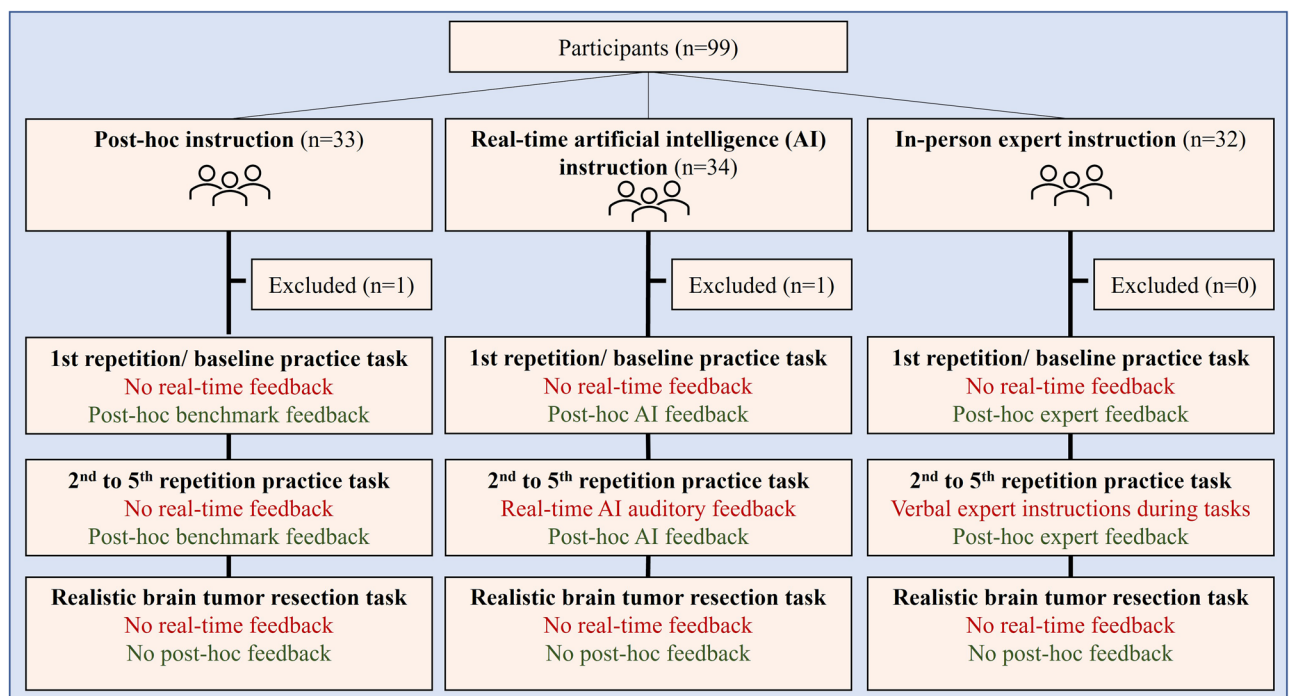 Participants (n=99)
Post-hoc instruction (n=33)
Real-time artificial intelligence (AI)
instruction (n=34)
In-person expert instruction (n=32)
Excluded (n=1)
Excluded (n=1)
Excluded (n=0)
1st repetition/ baseline practice task
No real-time feedback
Post-hoc benchmark feedback
1st repetition/ baseline practice task
No real-time feedback
Post-hoc AI feedback
1st repetition/ baseline practice task
No real-time feedback
Post-hoc expert feedback
2nd to 5th repetition practice task
No real-time feedback
Post-hoc benchmark feedback
2nd to 5th repetition practice task
Real-time AI auditory feedback
Post-hoc AI feedback
2nd to 5th repetition practice task
Verbal expert instructions during tasks
Post-hoc expert feedback
Realistic brain tumor resection task
No real-time feedback
No post-hoc feedback
Realistic brain tumor resection task
No real-time feedback
No post-hoc feedback
Realistic brain tumor resection task
No real-time feedback
No post-hoc feedback